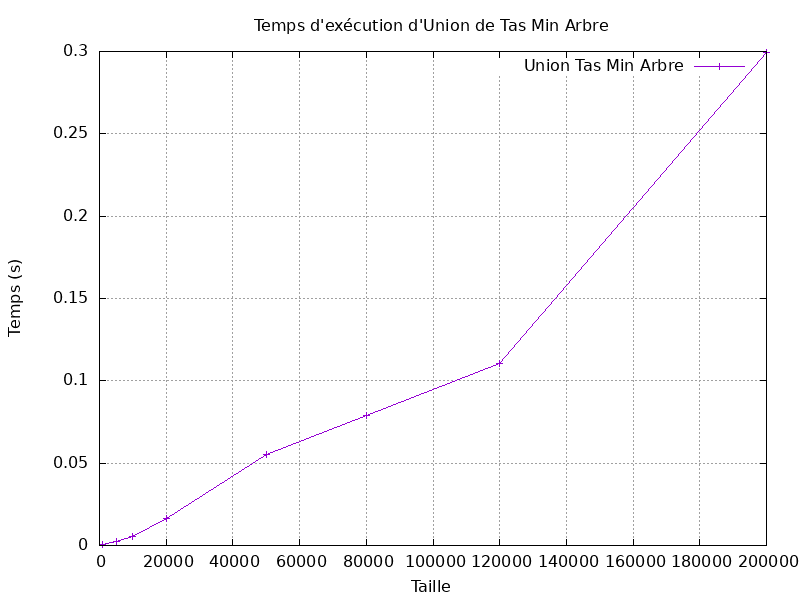 Temps d'exécution d'Union de Tas Min Arbre
Union Tas Min Arbre
0.3
0.25
0.2
0.15
0.1
0.05
0
Temps (s)
0 20000 40000 60000 80000 100000 120000 140000 160000 180000 200000
Taille